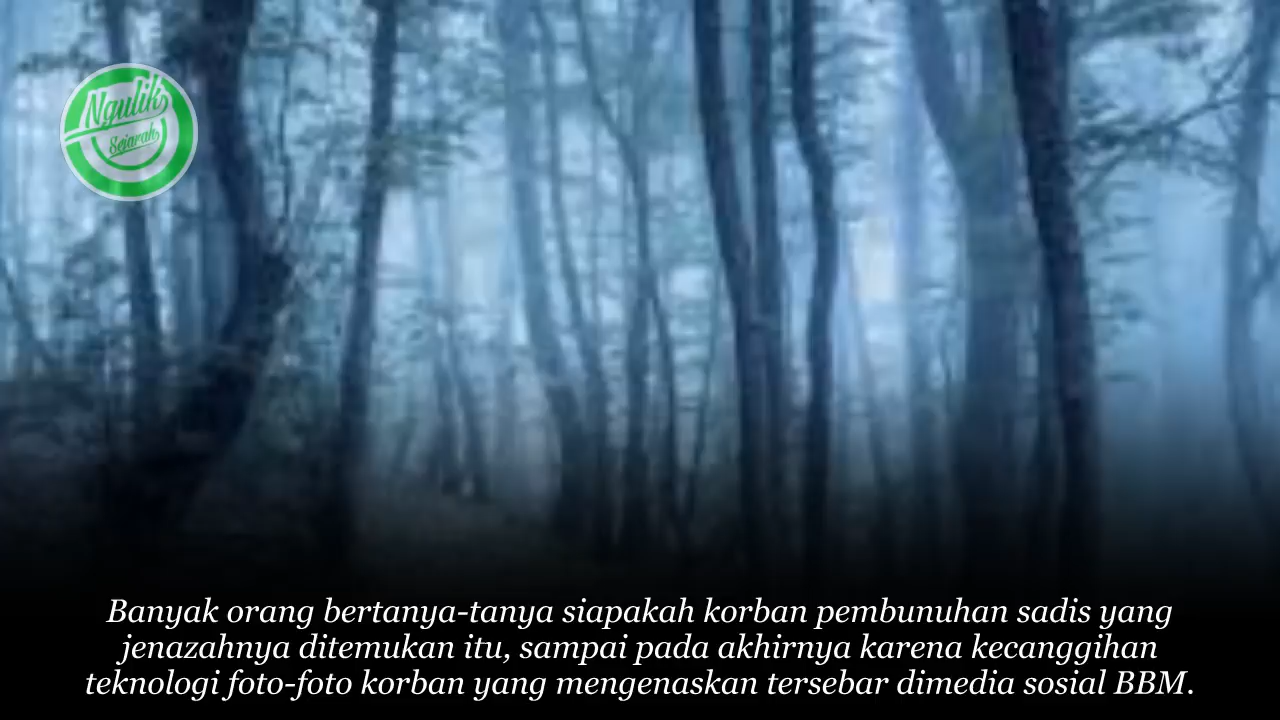 Ngulik
Sejarah
Banyak orang bertanya-tanya siapakah korban pembunuhan sadis yang
jenazahnya ditemukan itu, sampai pada akhirnya karena kecanggihan
teknologi foto-foto korban yang mengenaskan tersebar dimedia sosial BBM.